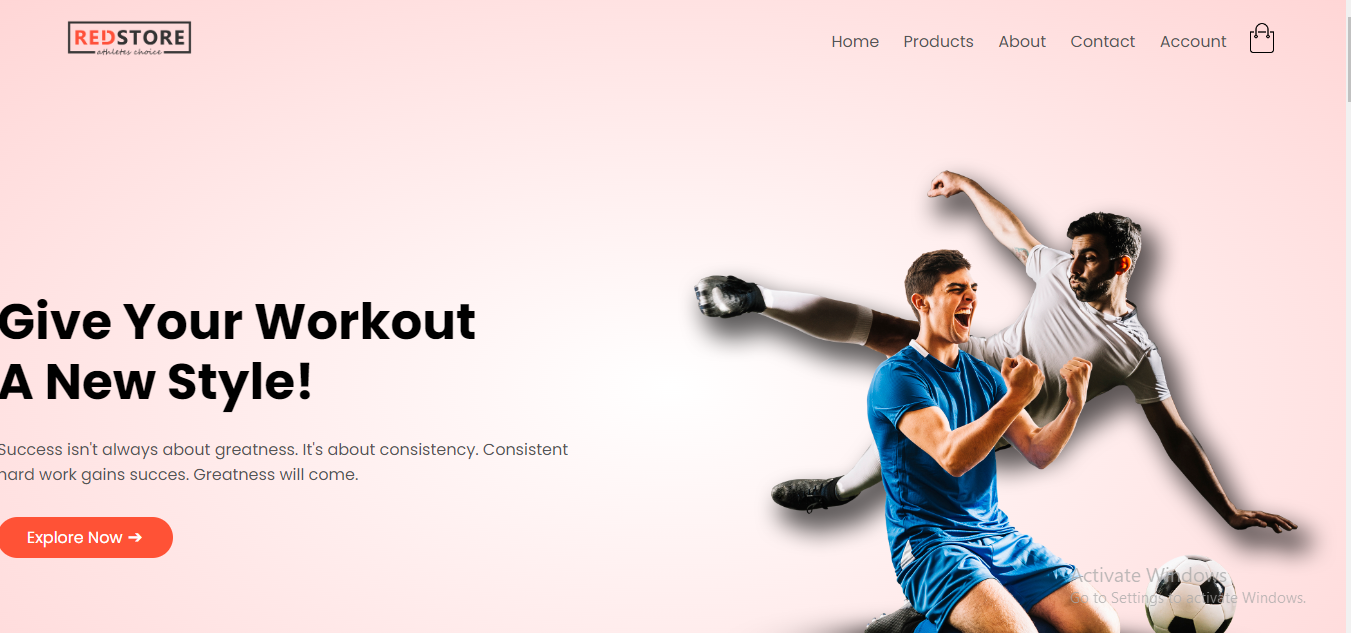 REDSTORE
athletes choice
Home Products About Contact Account
Give Your Workout
A New Style!
Success isn't always about greatness. It's about consistency. Consistent
hard work gains succes. Greatness will come.
Explore Now ➔
Activate Windows
Go to Settings to activate Windows.